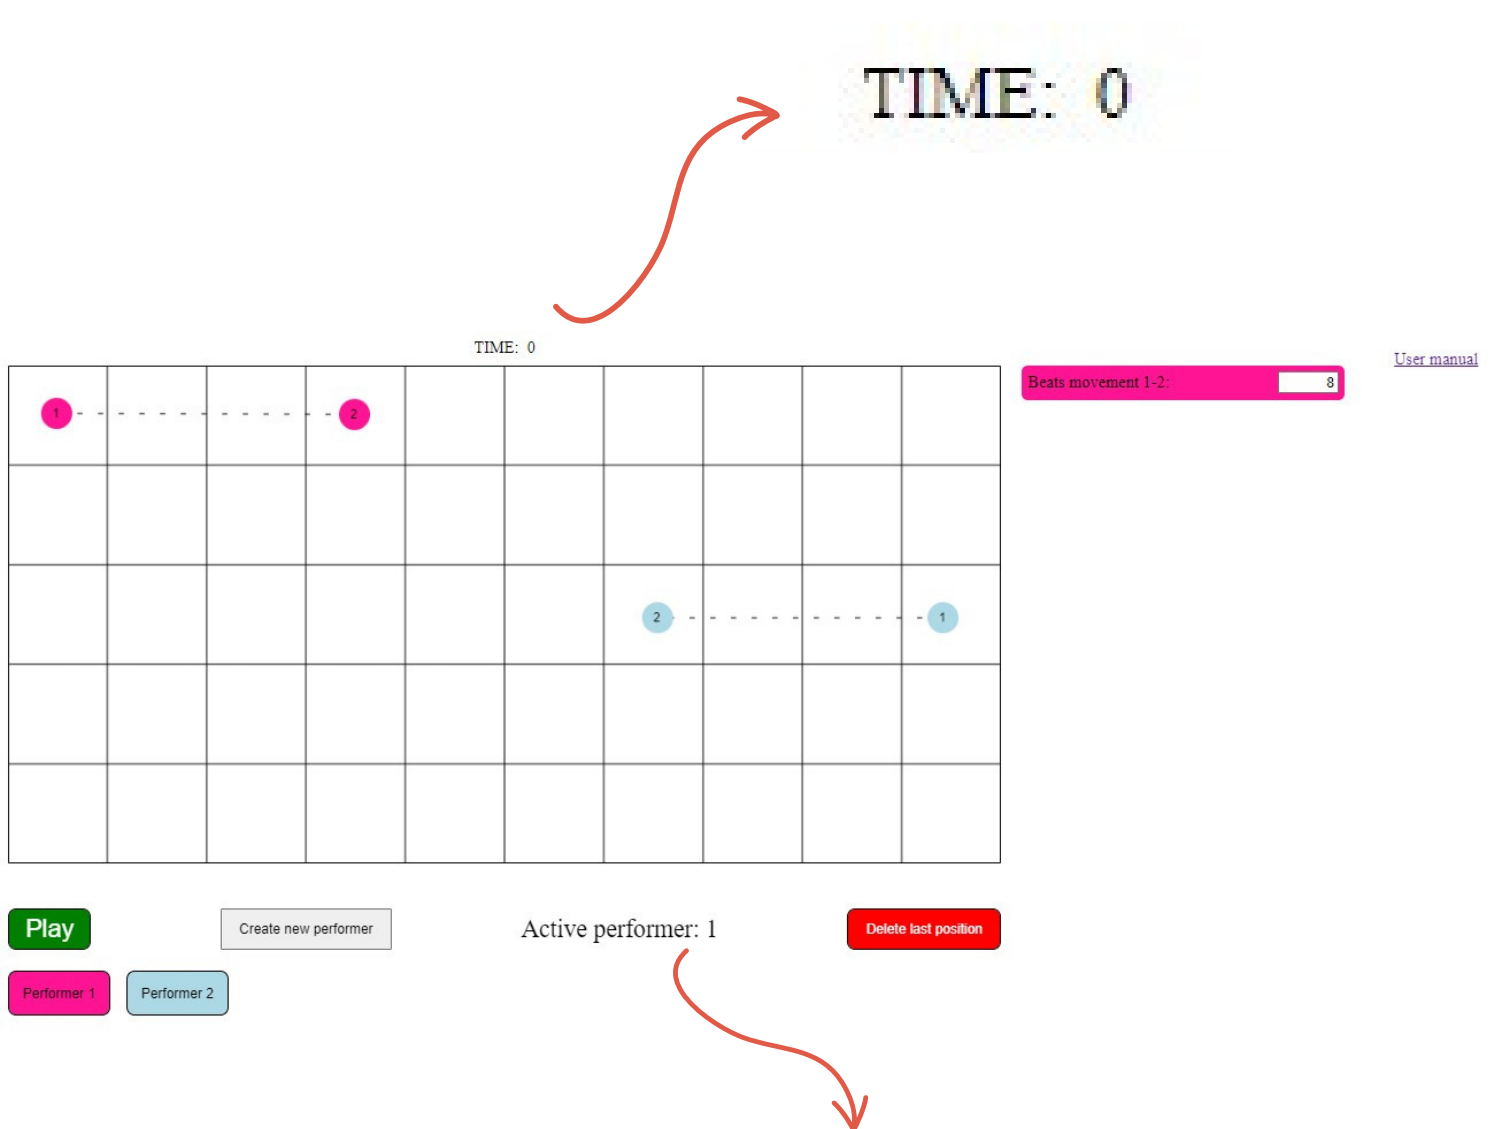 TIME: 0
TIME: 0
User manual
Beats movement 1-2: 8
1 2
2 1
Play Create new performer Active performer: 1 Delete last position
Performer 1 Performer 2